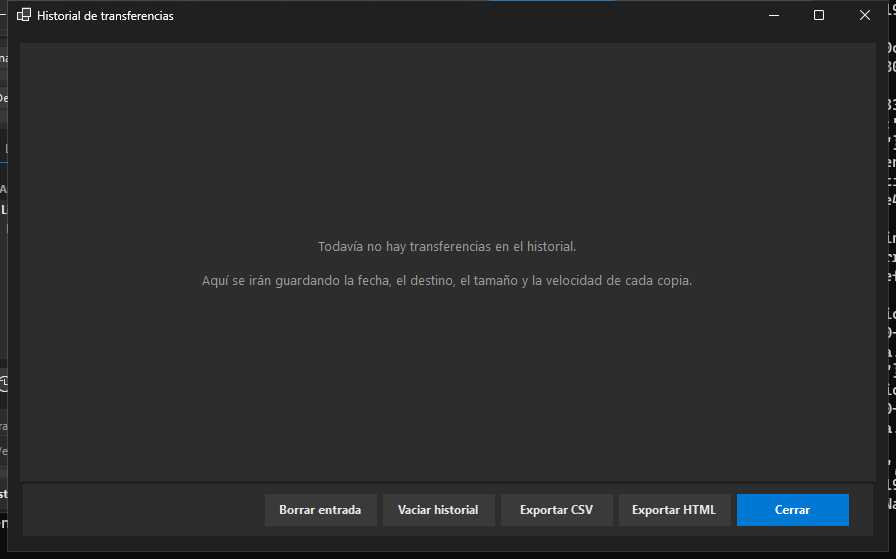 Historial de transferencias
Todavía no hay transferencias en el historial.
Aquí se irán guardando la fecha, el destino, el tamaño y la velocidad de cada copia.
Borrar entrada
Vaciar historial
Exportar CSV
Exportar HTML
Cerrar